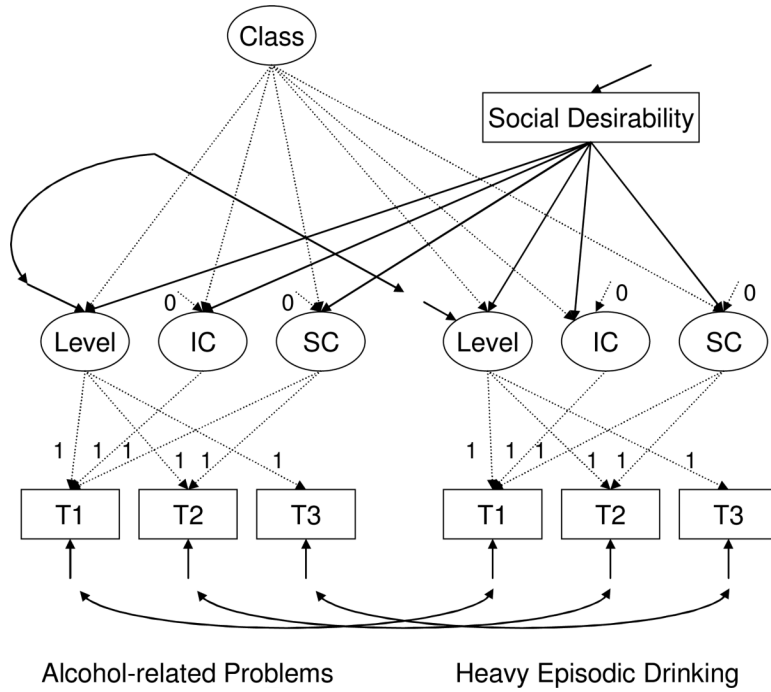 Class
Social Desirability
0 0 0 0
Level IC SC Level IC SC
1 1 1 1 1 1 1 1 1 1 1 1
T1 T2 T3 T1 T2 T3
Alcohol-related Problems Heavy Episodic Drinking